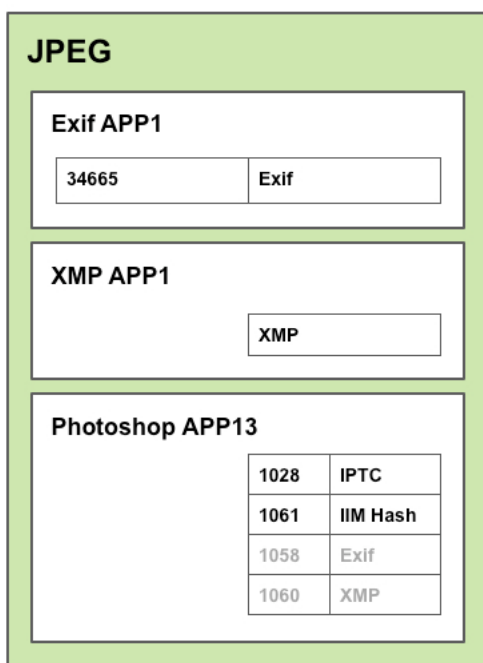 JPEG
Exif APP1
34665 Exif
XMP APP1
XMP
Photoshop APP13
1028 IPTC
1061 IIM Hash
1058 Exif
1060 XMP